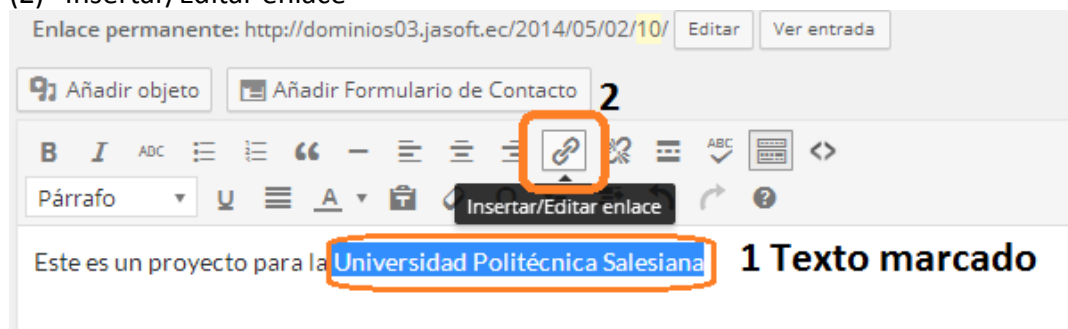 (2) Insertar/Editar enlace
Enlace permanente: http://dominios03.jasoft.ec/2014/05/02/10/ Editar Ver entrada
Añadir objeto Añadir Formulario de Contacto 2
B I ABC ABC
Párrafo U A Insertar/Editar enlace
Este es un proyecto para la Universidad Politécnica Salesiana 1 Texto marcado